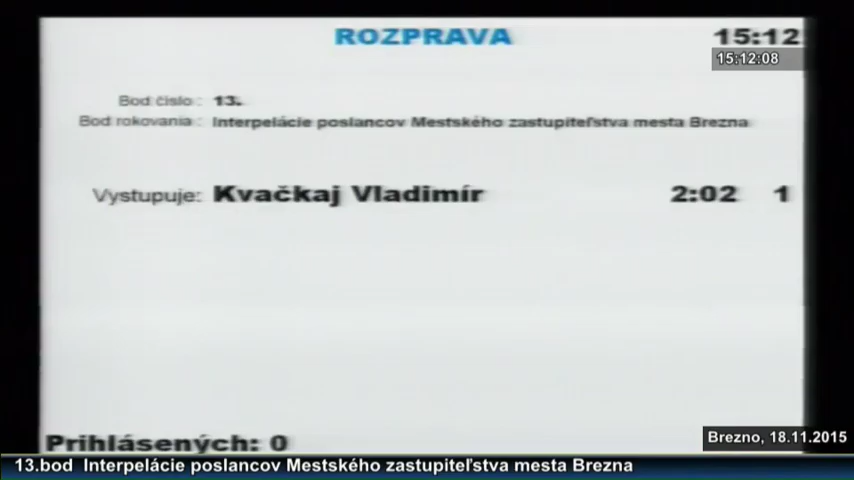 ROZPRAVA 15:12
15:12:08
Bod číslo: 13.
Bod rokovania: Interpelácie poslancov Mestského zastupiteľstva mesta Brezna
Vystupuje: Kvačkaj Vladimír 2:02 1
Prihlásených: 0
Brezno, 18.11.2015
13.bod Interpelácie poslancov Mestského zastupiteľstva mesta Brezna